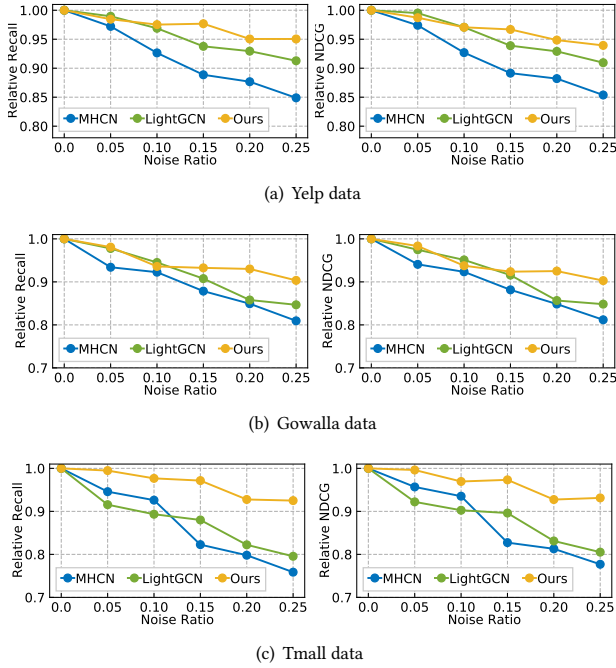 1.00
0.95
0.90
0.85
0.80
Relative Recall
MHCN LightGCN Ours
0.0 0.05 0.10 0.15 0.20 0.25
Noise Ratio
1.00
0.95
0.90
0.85
0.80
Relative NDCG
MHCN LightGCN Ours
0.0 0.05 0.10 0.15 0.20 0.25
Noise Ratio
(a) Yelp data
1.0
0.9
0.8
0.7
Relative Recall
MHCN LightGCN Ours
0.0 0.05 0.10 0.15 0.20 0.25
Noise Ratio
1.0
0.9
0.8
0.7
Relative NDCG
MHCN LightGCN Ours
0.0 0.05 0.10 0.15 0.20 0.25
Noise Ratio
(b) Gowalla data
1.0
0.9
0.8
0.7
Relative Recall
MHCN LightGCN Ours
0.0 0.05 0.10 0.15 0.20 0.25
Noise Ratio
1.0
0.9
0.8
0.7
Relative NDCG
MHCN LightGCN Ours
0.0 0.05 0.10 0.15 0.20 0.25
Noise Ratio
(c) Tmall data